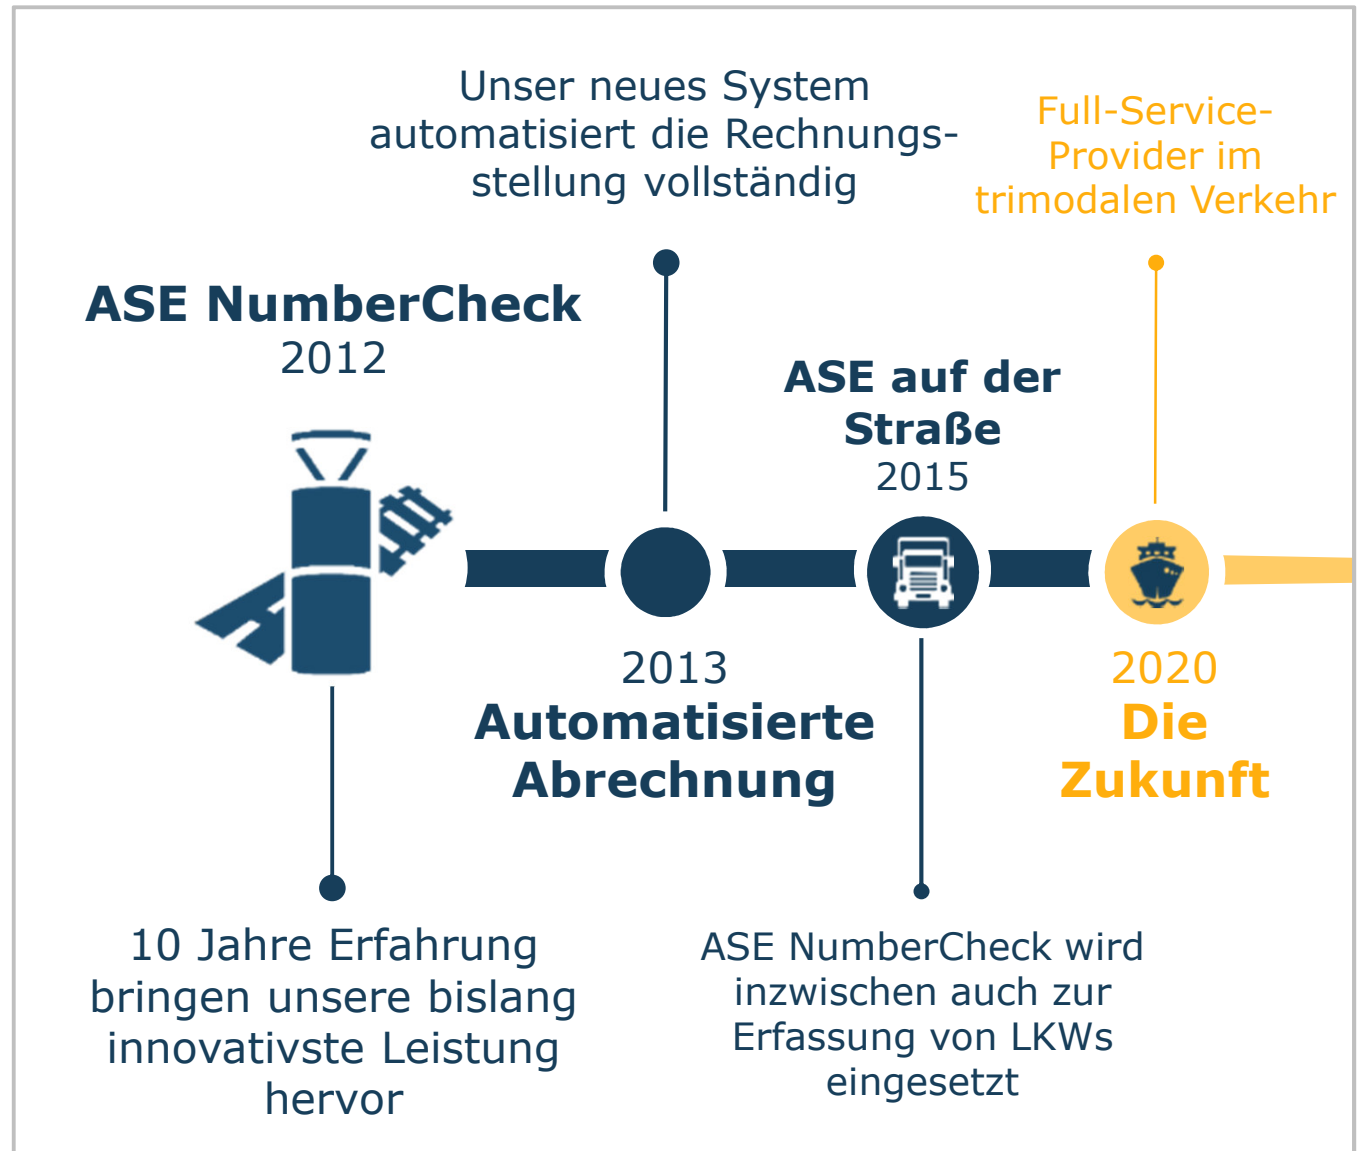 ASE NumberCheck
2012
10 Jahre Erfahrung
bringen unsere bislang
innovativste Leistung
hervor
Unser neues System
automatisiert die Rechnungs-
stellung vollständig
2013
Automatisierte
Abrechnung
ASE auf der
Straße
2015
ASE NumberCheck wird
inzwischen auch zur
Erfassung von LKWs
eingesetzt
Full-Service-
Provider im
trimodalen Verkehr
2020
Die
Zukunft